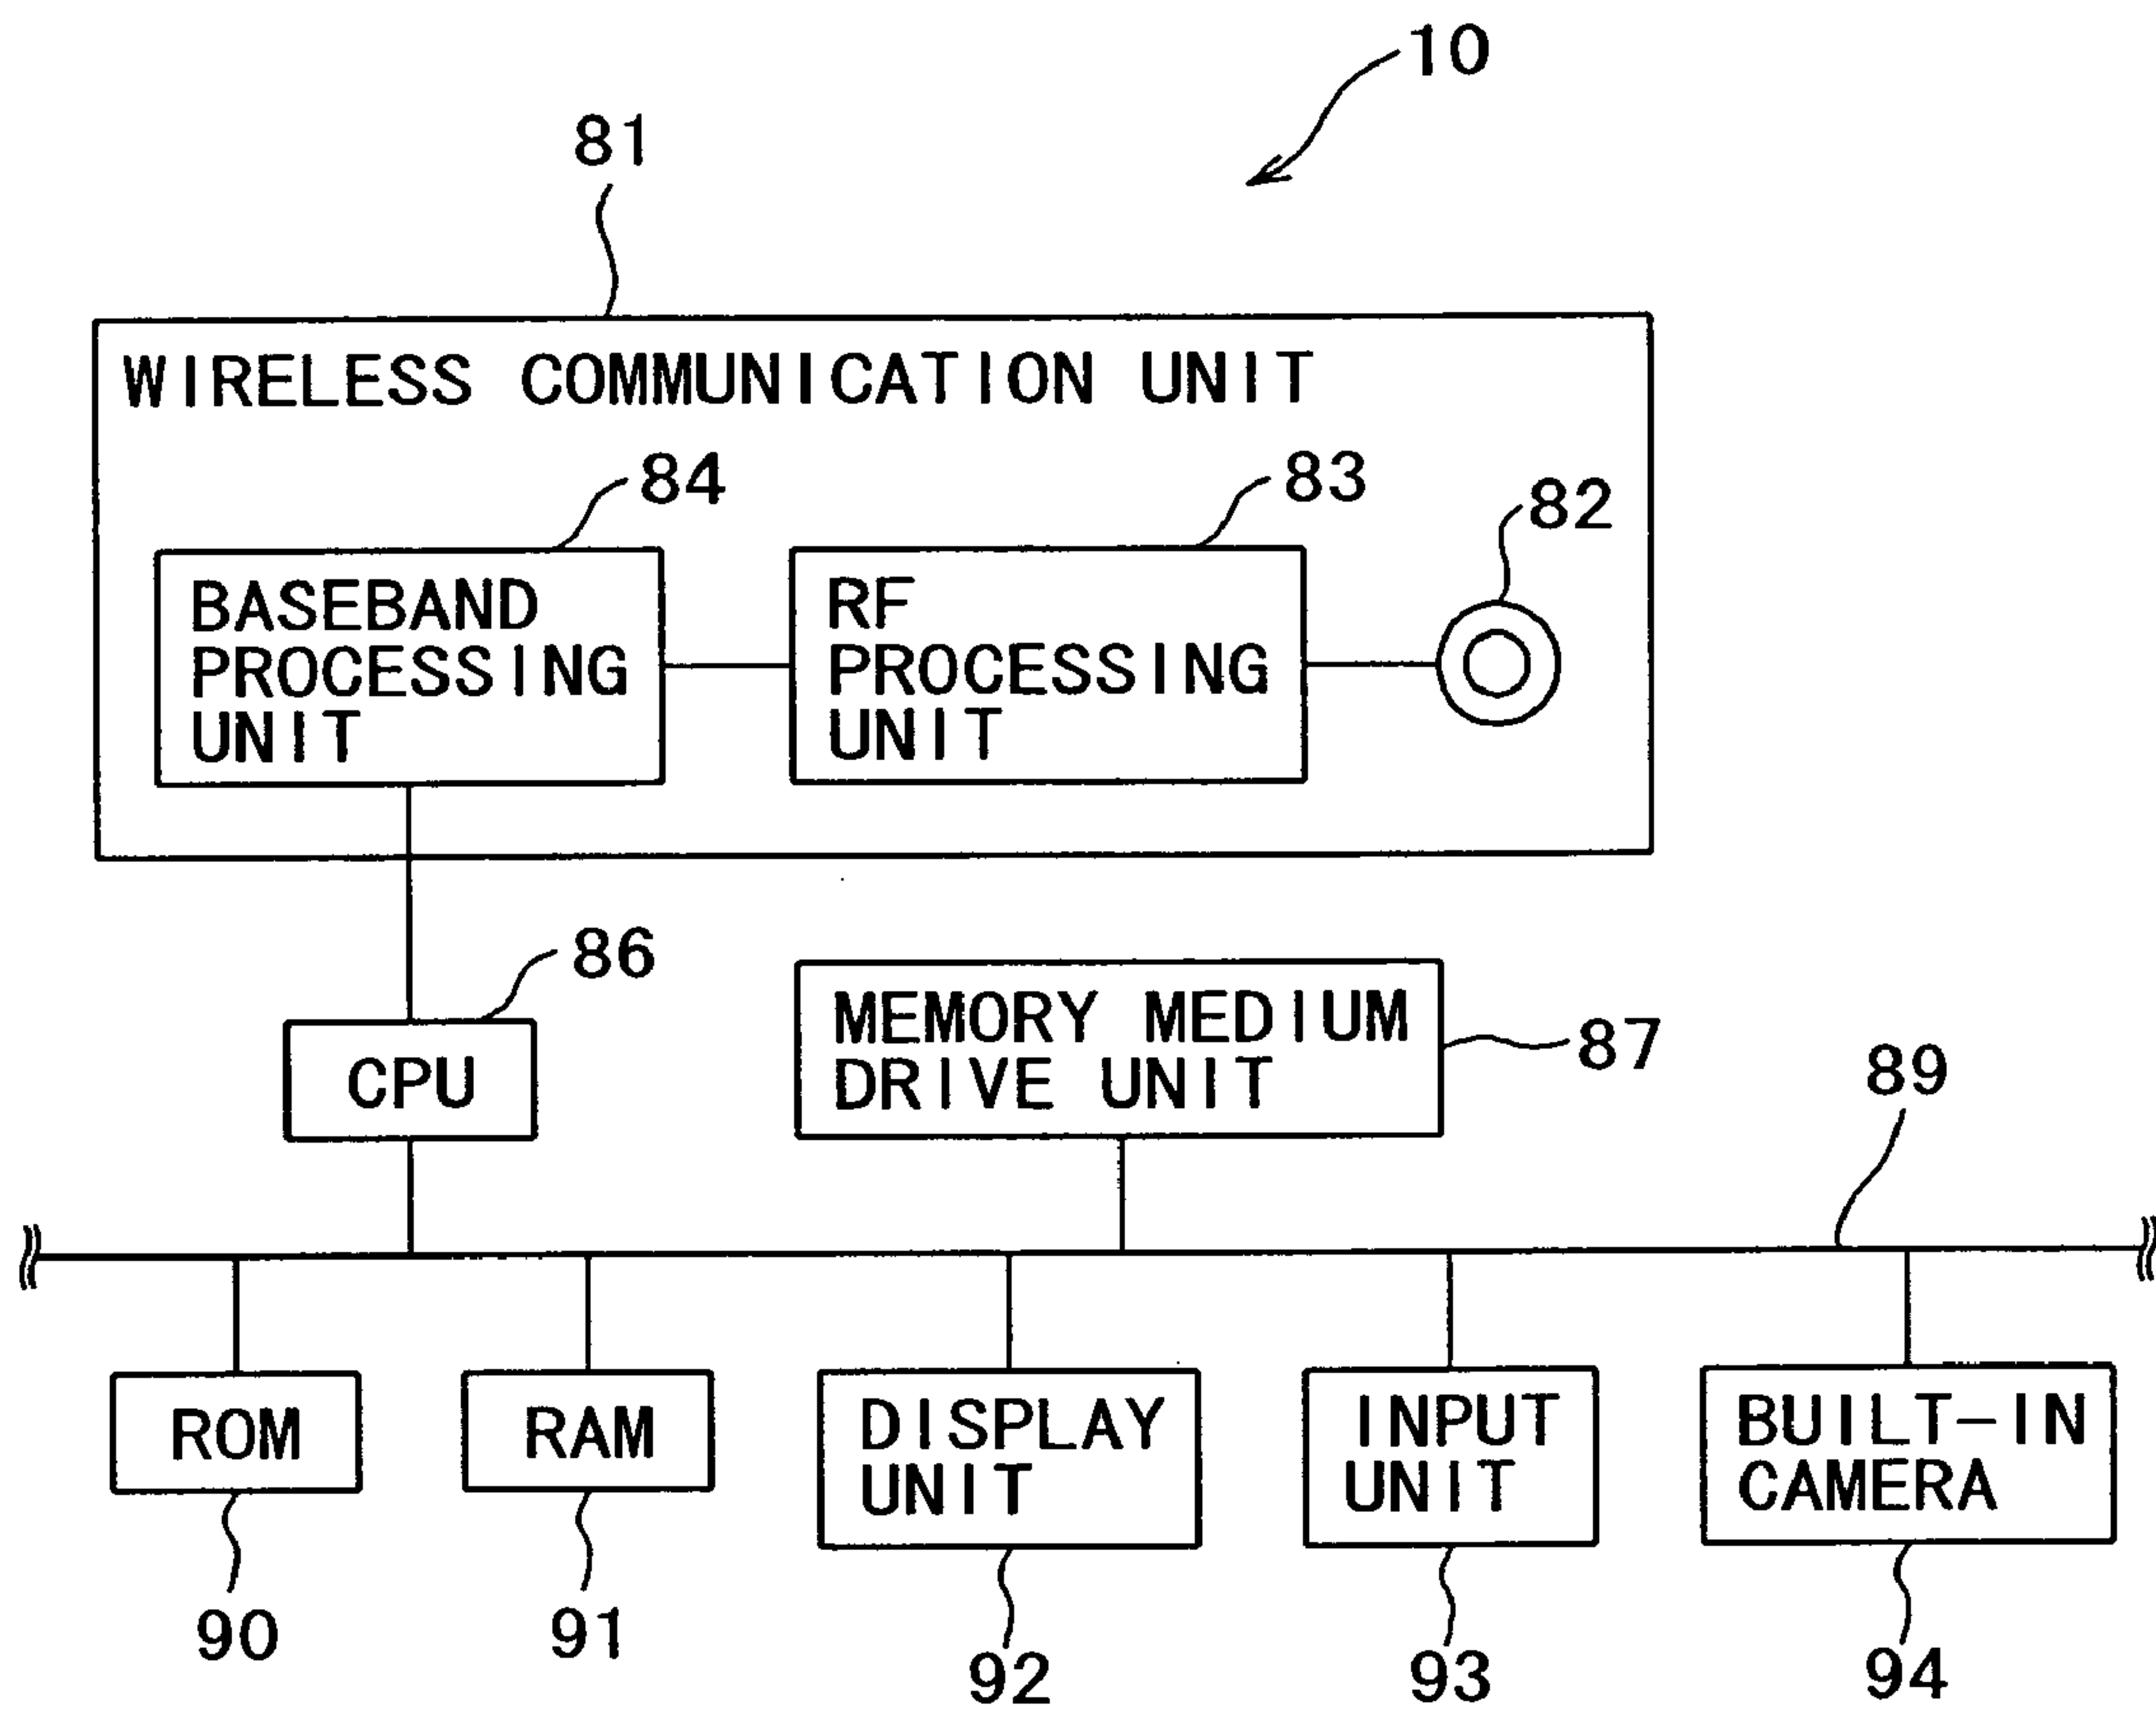 10
81
WIRELESS COMMUNICATION UNIT
84
83
82
BASEBAND
PROCESSING
UNIT
RF
PROCESSING
UNIT
86
CPU
MEMORY MEDIUM
DRIVE UNIT
87
89
ROM
RAM
DISPLAY
UNIT
INPUT
UNIT
BUILT-IN
CAMERA
90
91
92
93
94